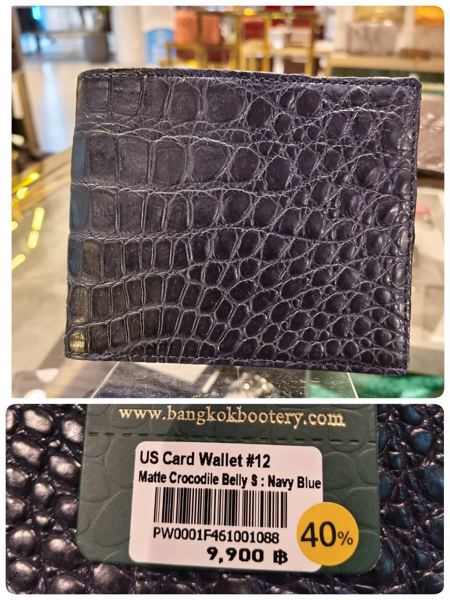 www.bangkokbootery.com
US Card Wallet #12
Matte Crocodile Belly S : Navy Blue
PW0001F461001088
9,900 ฿
40%